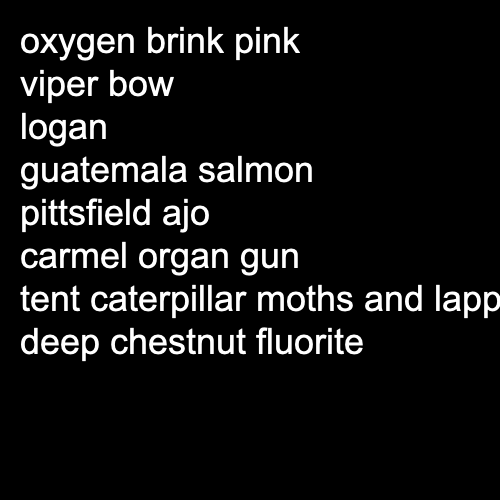 oxygen brink pink
viper bow
logan
guatemala salmon
pittsfield ajo
carmel organ gun
tent caterpillar moths and
deep chestnut fluorite